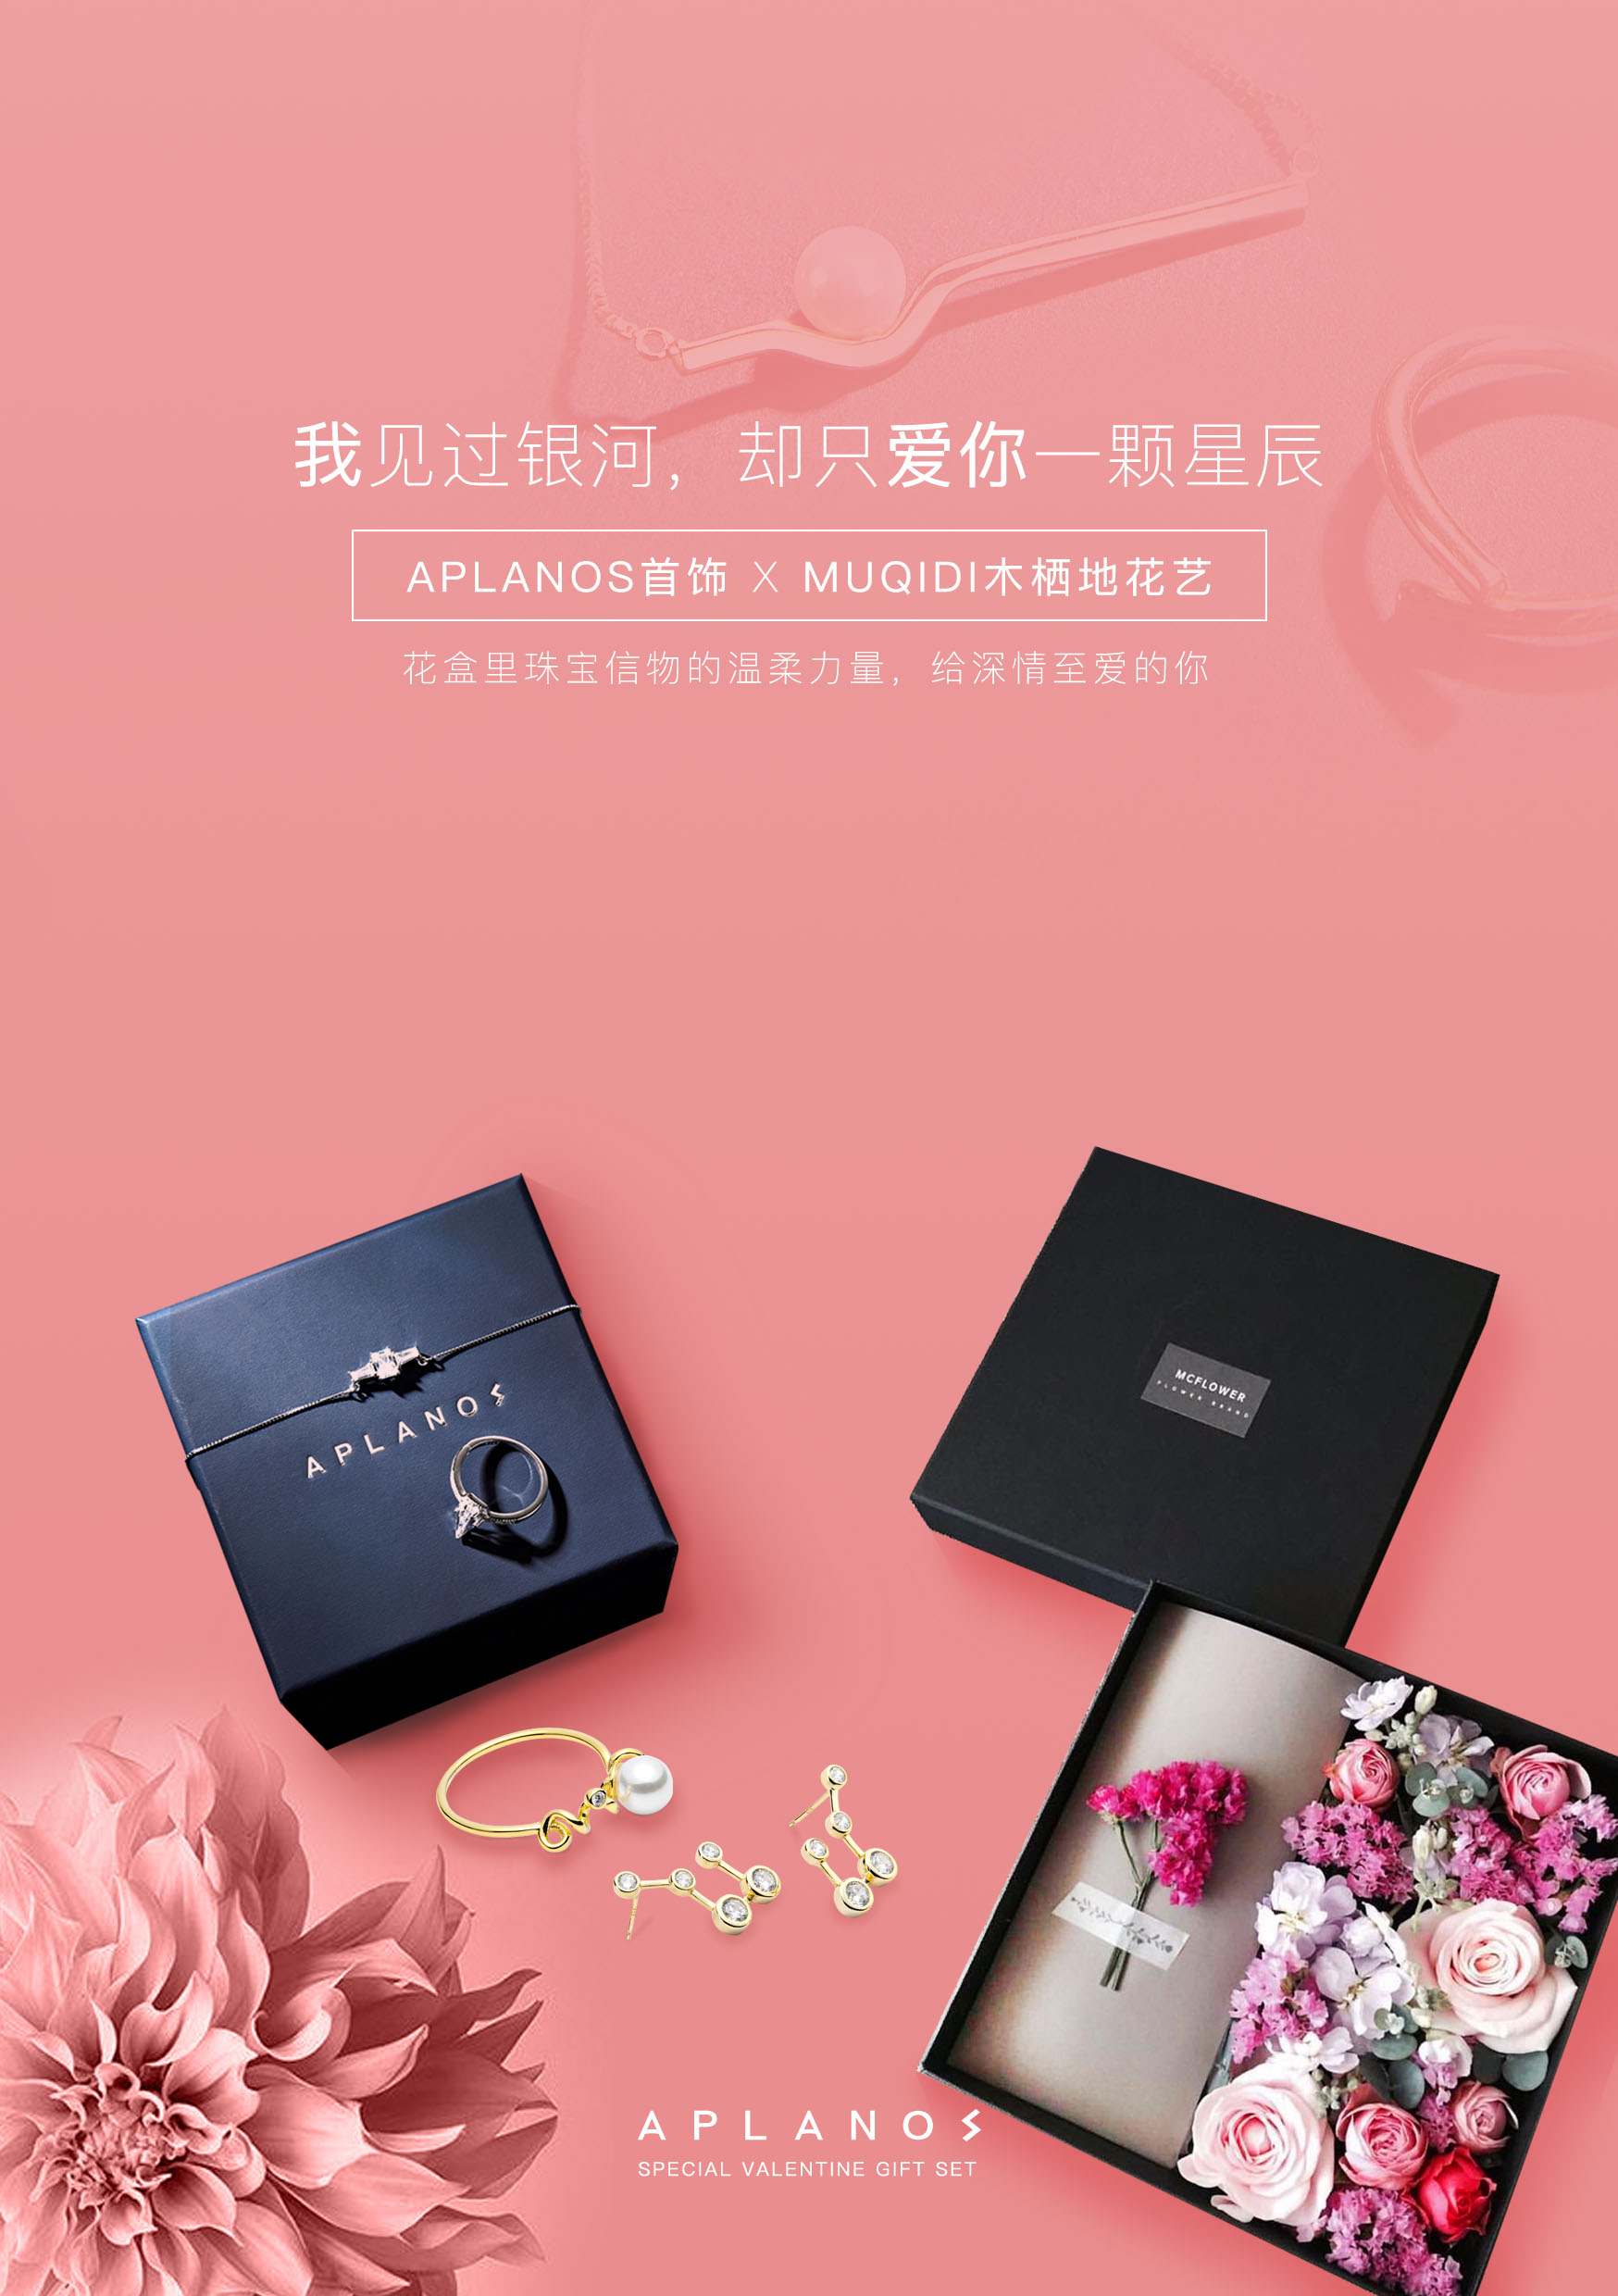 我见过银河，却只爱你一颗星辰
APLANOS首饰 X MUQIDI木栖地花艺
花盒里珠宝信物的温柔力量，给深情至爱的你
APLANOS
MCFLOWER
FLOWER BRAND
APLANOS
SPECIAL VALENTINE GIFT SET